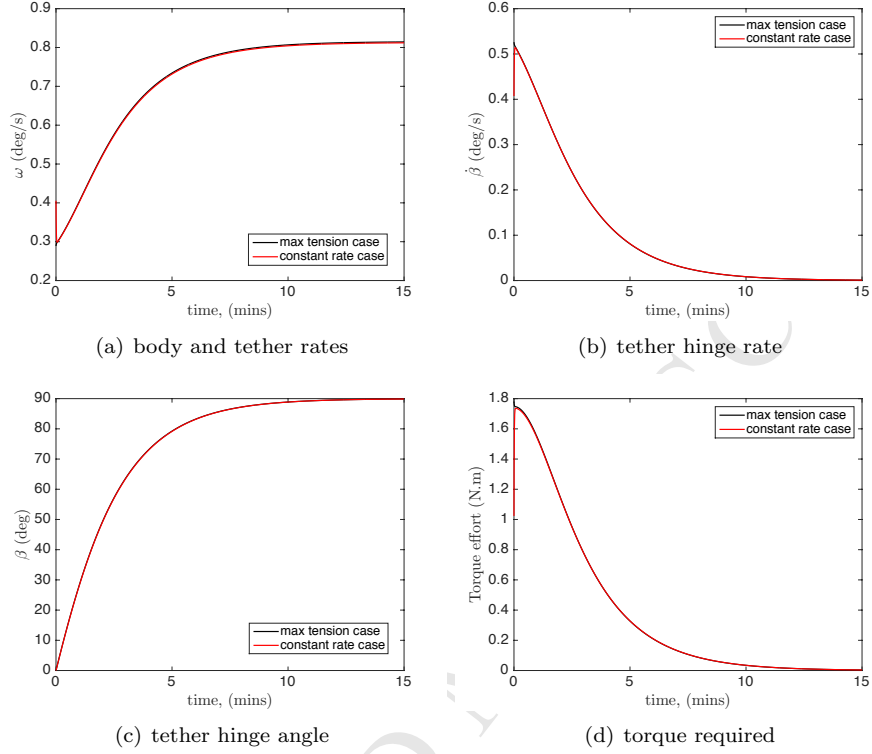 0.9
0.8
0.7
0.6
0.5
0.4
0.3
0.2
ω (deg/s)
max tension case
constant rate case
0 5 10 15
time, (mins)
(a) body and tether rates
0.6
0.5
0.4
0.3
0.2
0.1
0
β̇ (deg/s)
max tension case
constant rate case
0 5 10 15
time, (mins)
(b) tether hinge rate
90
80
70
60
50
40
30
20
10
0
β (deg)
max tension case
constant rate case
0 5 10 15
time, (mins)
(c) tether hinge angle
1.8
1.6
1.4
1.2
1
0.8
0.6
0.4
0.2
0
Torque effort (N.m)
max tension case
constant rate case
0 5 10 15
time, (mins)
(d) torque required